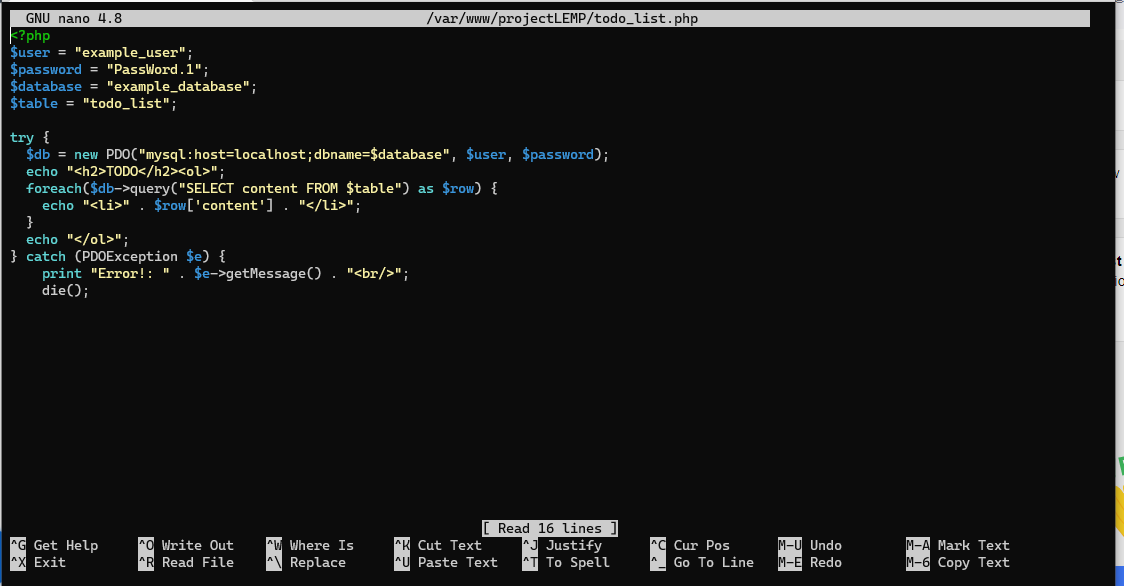 GNU nano 4.8 /var/www/projectLEMP/todo_list.php
<?php
$user = "example_user";
$password = "PassWord.1";
$database = "example_database";
$table = "todo_list";

try {
  $db = new PDO("mysql:host=localhost;dbname=$database", $user, $password);
  echo "<h2>TODO</h2><ol>";
  foreach($db->query("SELECT content FROM $table") as $row) {
    echo "<li>" . $row['content'] . "</li>";
  }
  echo "</ol>";
} catch (PDOException $e) {
    print "Error!: " . $e->getMessage() . "<br/>";
    die();
[ Read 16 lines ]
^G Get Help ^O Write Out ^W Where Is ^K Cut Text ^J Justify ^C Cur Pos M-U Undo M-A Mark Text
^X Exit ^R Read File ^\ Replace ^U Paste Text ^T To Spell ^_ Go To Line M-E Redo M-6 Copy Text